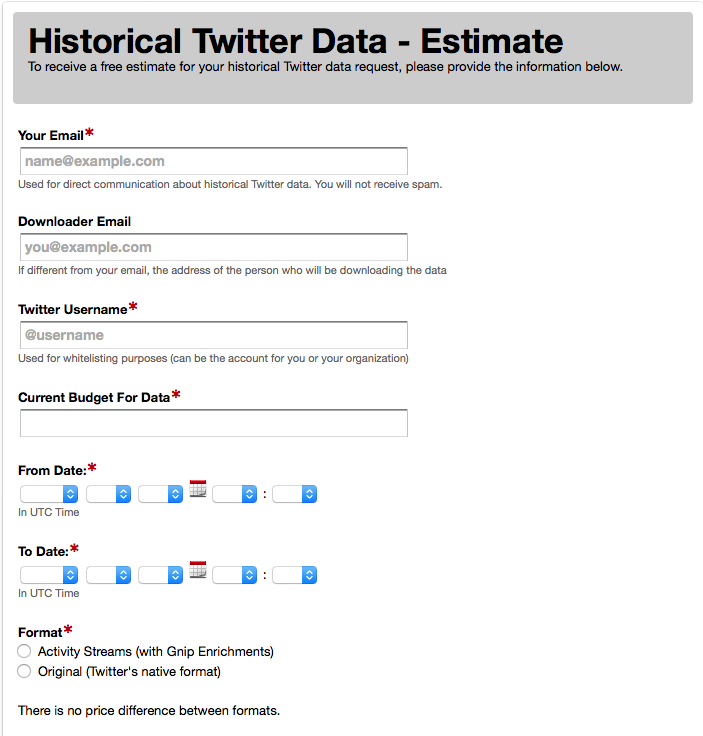 Historical Twitter Data - Estimate
To receive a free estimate for your historical Twitter data request, please provide the information below.
Your Email*
name@example.com
Used for direct communication about historical Twitter data. You will not receive spam.
Downloader Email
you@example.com
If different from your email, the address of the person who will be downloading the data
Twitter Username*
@username
Used for whitelisting purposes (can be the account for you or your organization)
Current Budget For Data*
From Date:*
:
In UTC Time
To Date:*
:
In UTC Time
Format*
Activity Streams (with Gnip Enrichments)
Original (Twitter's native format)
There is no price difference between formats.